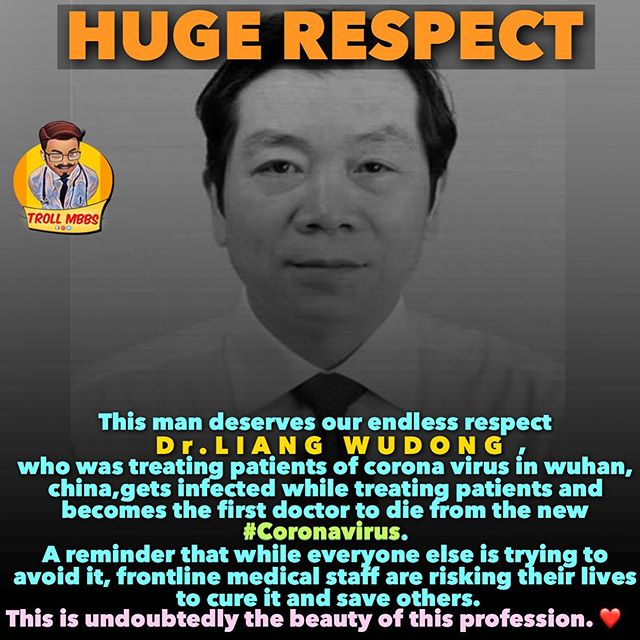 HUGE RESPECT
TROLL MBBS
This man deserves our endless respect
Dr.LIANG WUDONG ,
who was treating patients of corona virus in wuhan,
china,gets infected while treating patients and
becomes the first doctor to die from the new
#Coronavirus.
A reminder that while everyone else is trying to
avoid it, frontline medical staff are risking their lives
to cure it and save others.
This is undoubtedly the beauty of this profession. ❤️